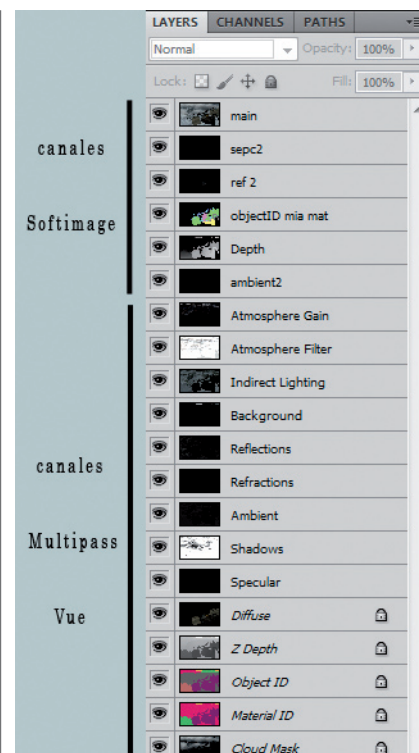 LAYERS CHANNELS PATHS
Normal Opacity: 100%
Lock: Fill: 100%
main
canales
sepc2
ref 2
Softimage
objectID mia mat
Depth
ambient2
Atmosphere Gain
Atmosphere Filter
Indirect Lighting
Background
Reflections
canales
Refractions
Ambient
Multipass
Shadows
Specular
Vue
Diffuse
Z Depth
Object ID
Material ID
Cloud Mask